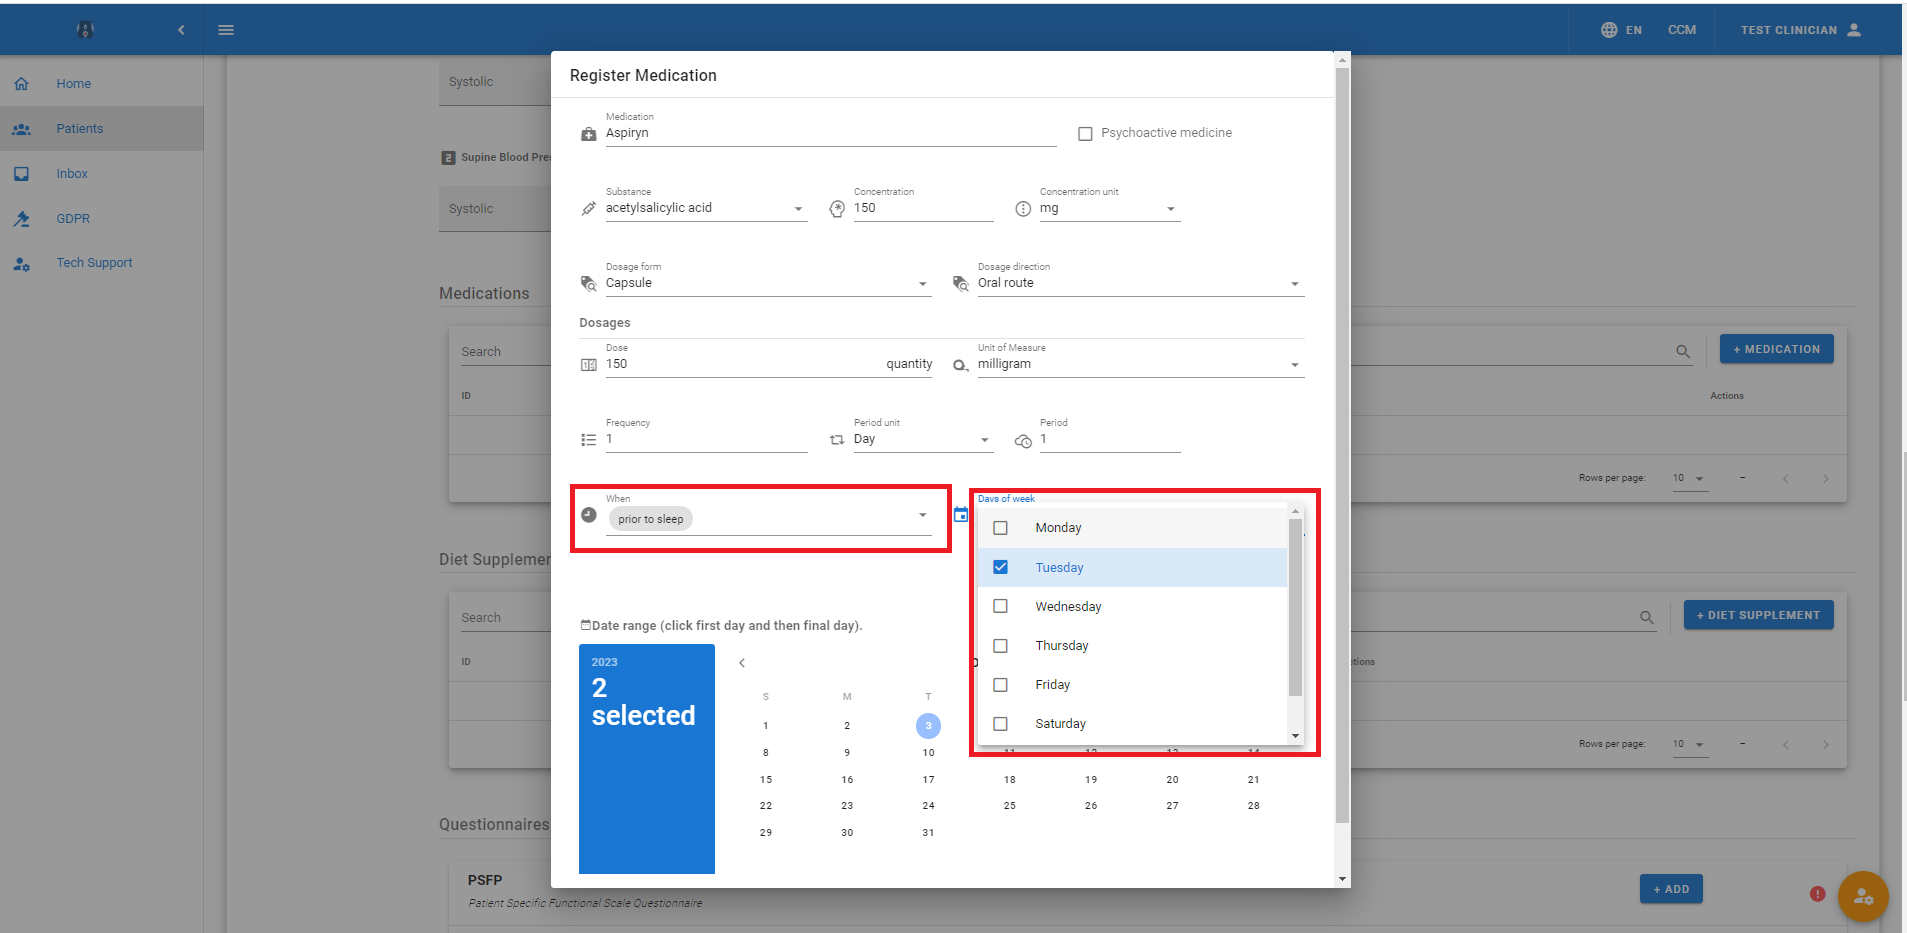 EN CCM TEST CLINICIAN
Home
Patients
Inbox
GDPR
Tech Support
Systolic
2 Supine Blood Pres
Systolic
Medications
Search
+ MEDICATION
ID
Actions
Rows per page: 10 –
Diet Supplemen
Search
+ DIET SUPPLEMENT
ID
ctions
Rows per page: 10 –
Questionnaires
PSFP
Patient Specific Functional Scale Questionnaire
+ ADD
Register Medication
Medication
Aspiryn
Psychoactive medicine
Substance Concentration Concentration unit
acetylsalicylic acid 150 mg
Dosage form Dosage direction
Capsule Oral route
Dosages
Dose Unit of Measure
150 quantity milligram
Frequency Period unit Period
1 Day 1
When
prior to sleep
Days of week
Monday
Tuesday
Wednesday
Thursday
Friday
Saturday
Date range (click first day and then final day).
2023
2
selected
S M T
1 2 3
8 9 10 11 12 13 14
15 16 17 18 19 20 21
22 23 24 25 26 27 28
29 30 31